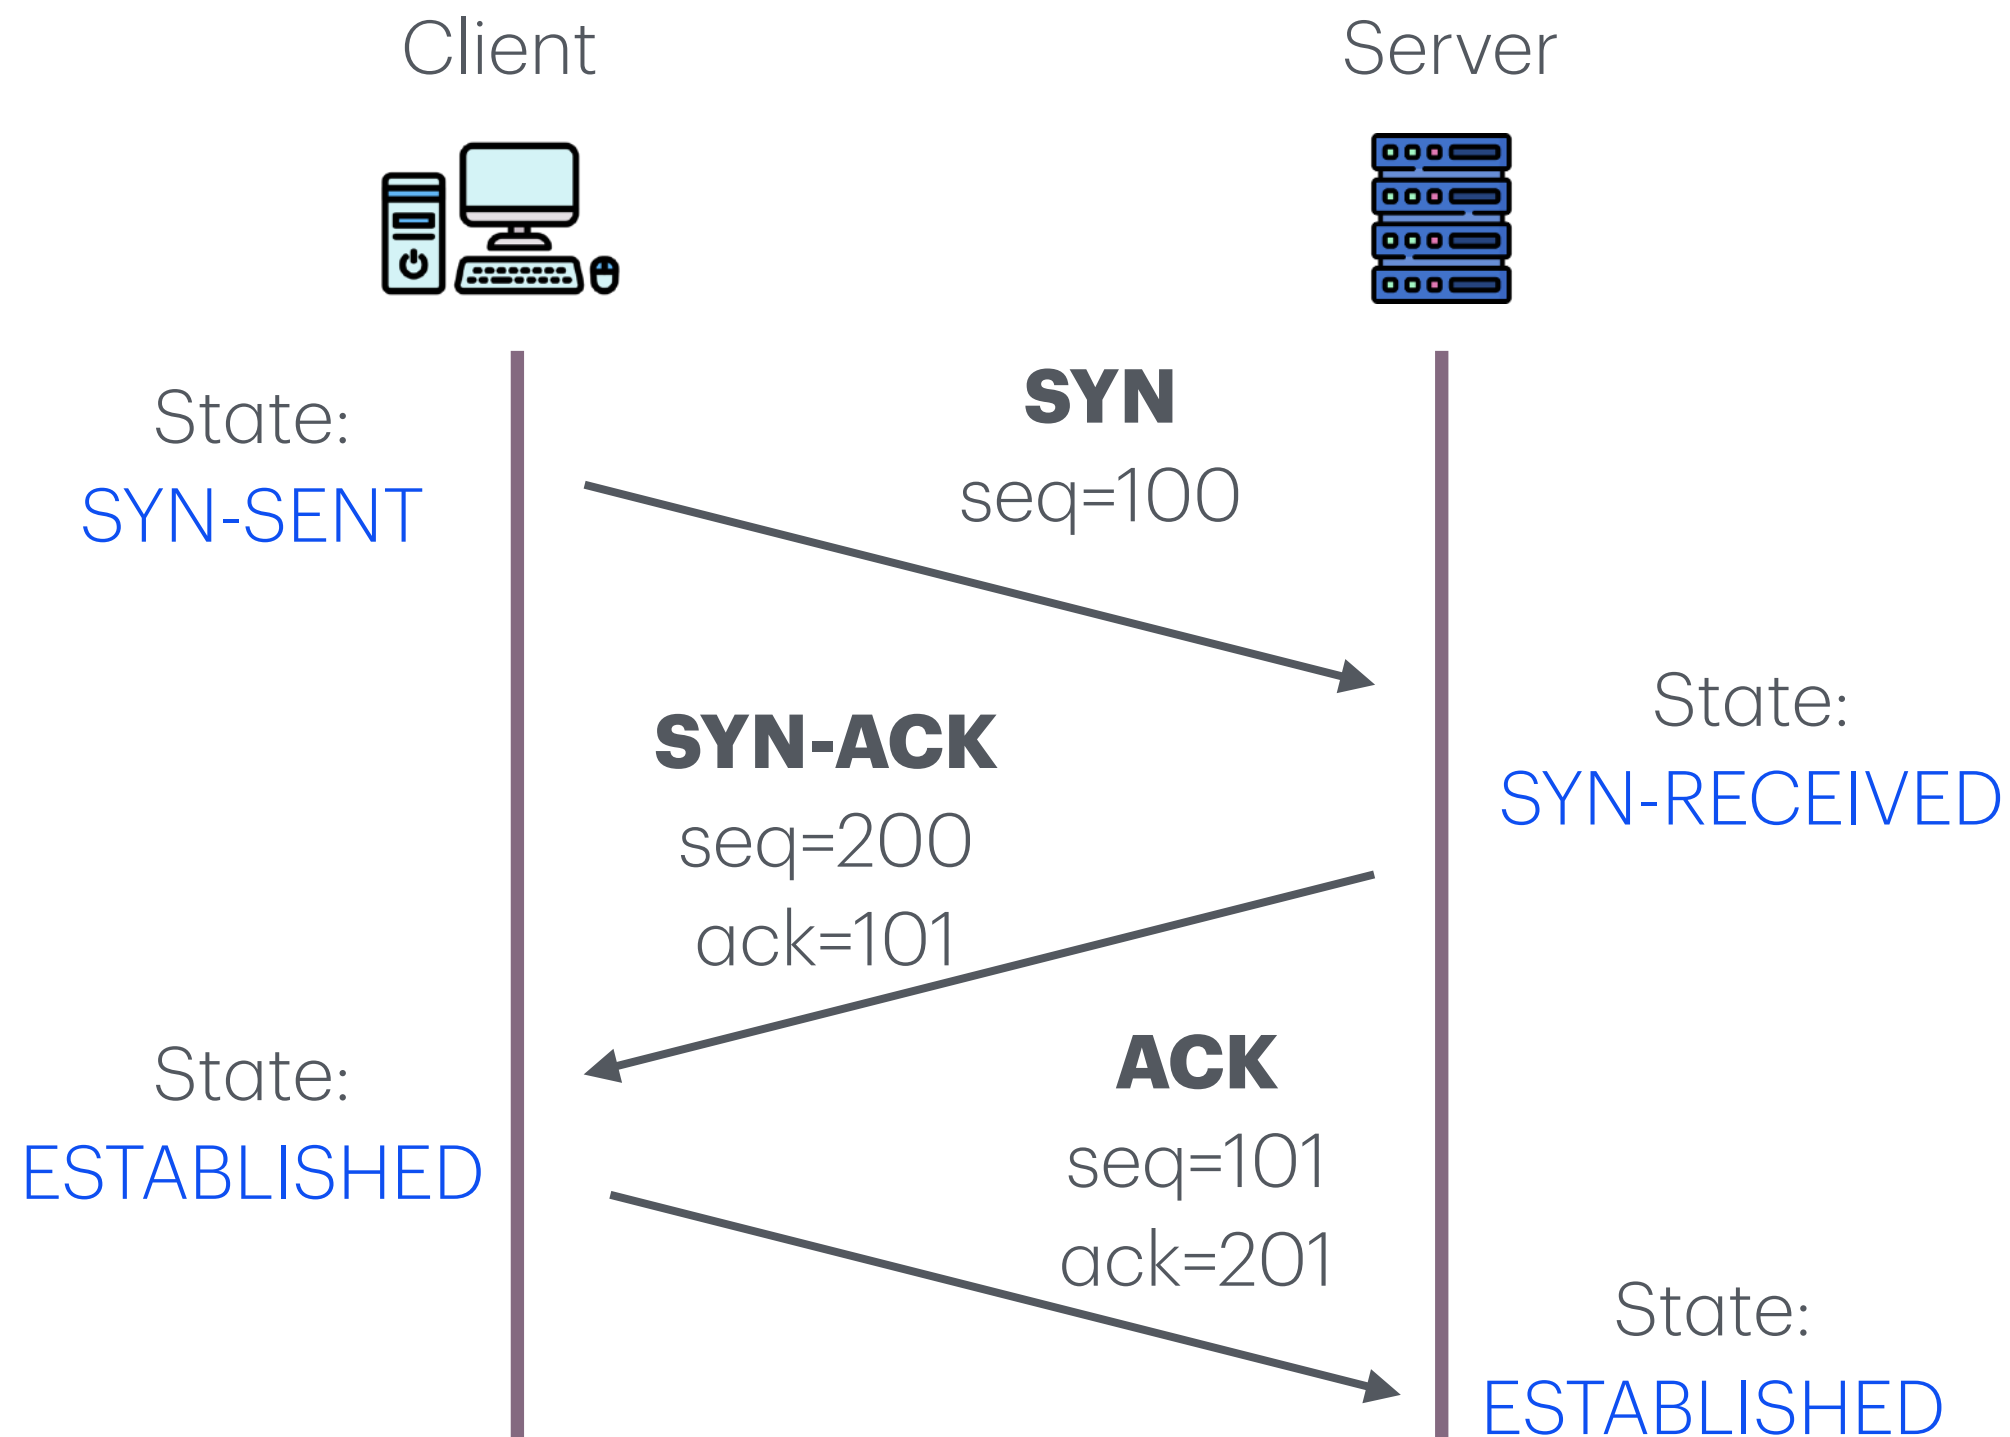 Client
Server
State:
SYN-SENT
SYN
seq=100
State:
SYN-RECEIVED
SYN-ACK
seq=200
ack=101
State:
ESTABLISHED
ACK
seq=101
ack=201
State:
ESTABLISHED